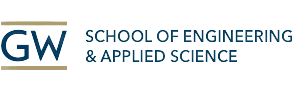 GW
SCHOOL OF ENGINEERING
& APPLIED SCIENCE